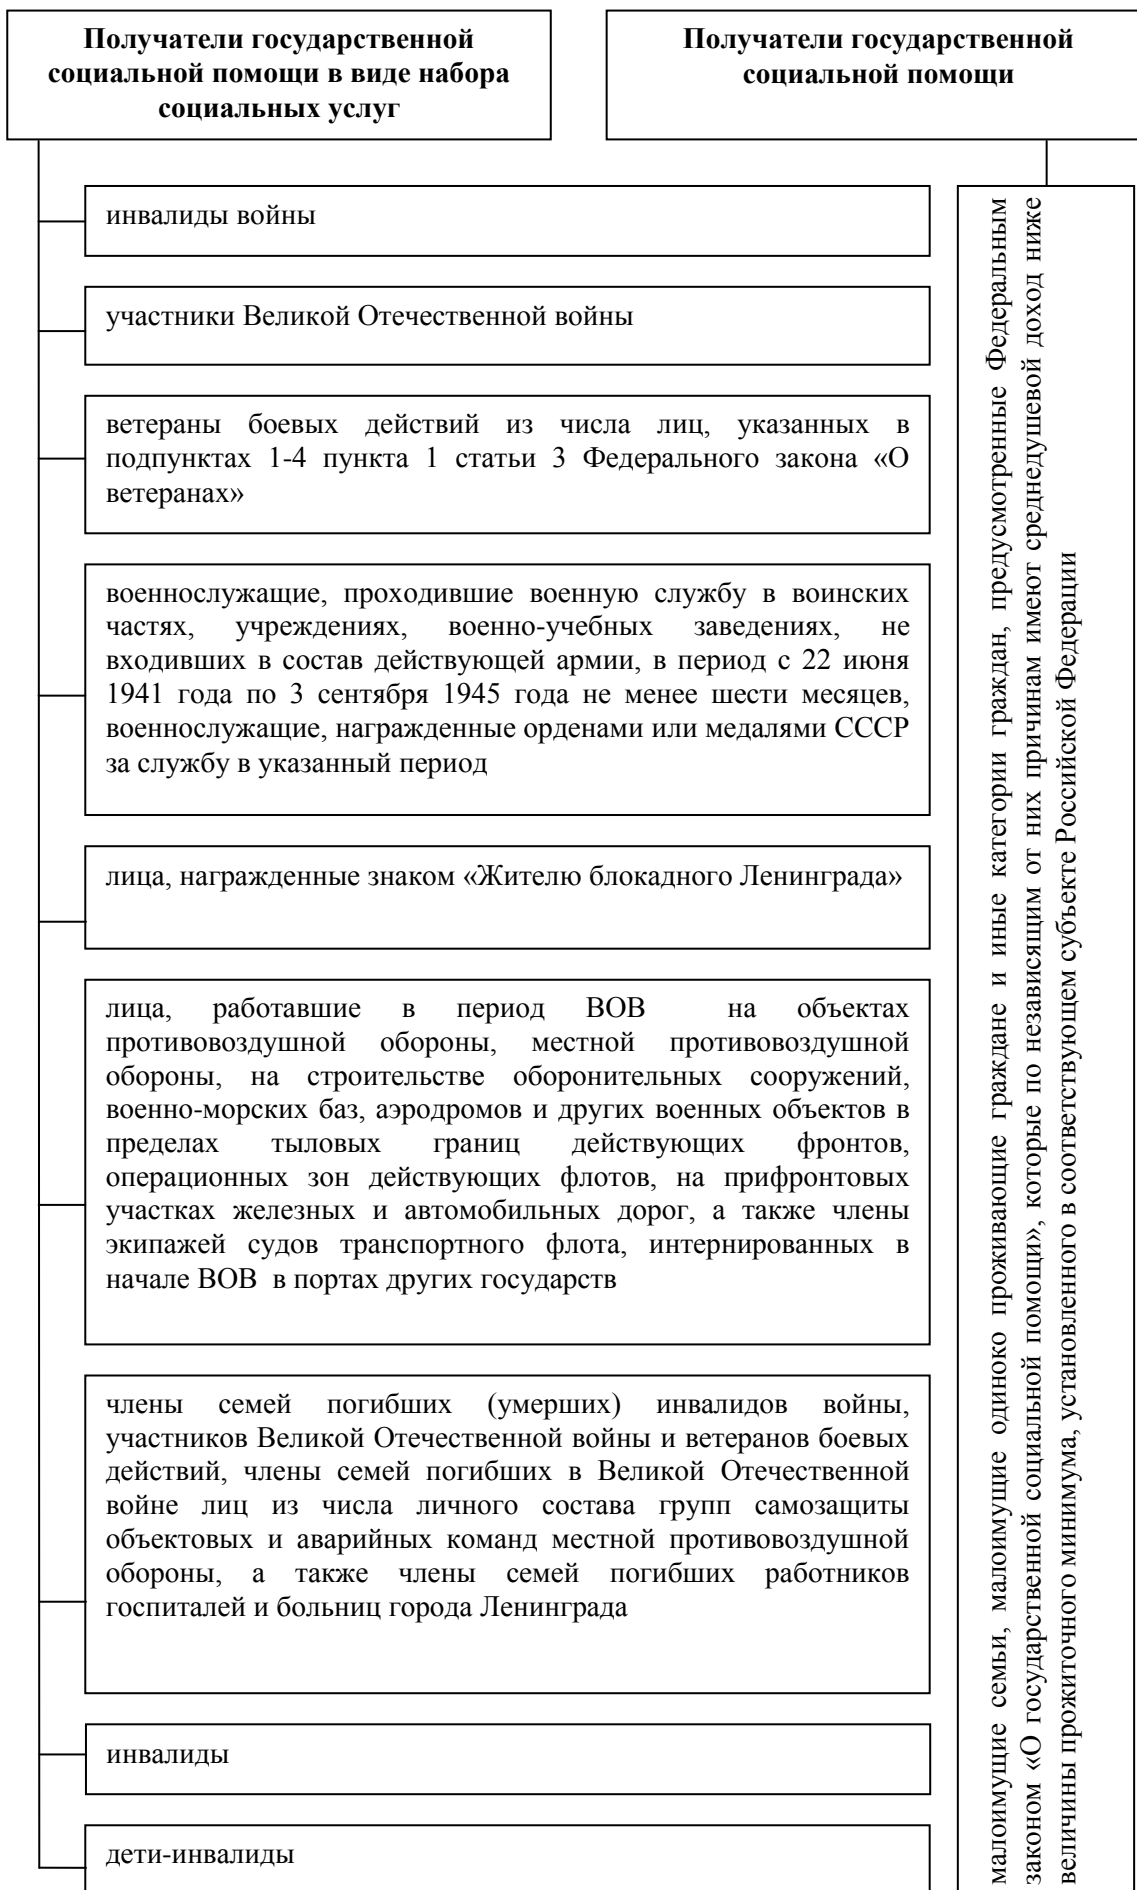 Получатели государственной
социальной помощи в виде набора
социальных услуг
Получатели государственной
социальной помощи
инвалиды войны
участники Великой Отечественной войны
ветераны боевых действий из числа лиц, указанных в
подпунктах 1-4 пункта 1 статьи 3 Федерального закона «О
ветеранах»
военнослужащие, проходившие военную службу в воинских
частях, учреждениях, военно-учебных заведениях, не
входивших в состав действующей армии, в период с 22 июня
1941 года по 3 сентября 1945 года не менее шести месяцев,
военнослужащие, награжденные орденами или медалями СССР
за службу в указанный период
лица, награжденные знаком «Жителю блокадного Ленинграда»
лица, работавшие в период ВОВ на объектах
противовоздушной обороны, местной противовоздушной
обороны, на строительстве оборонительных сооружений,
военно-морских баз, аэродромов и других военных объектов в
пределах тыловых границ действующих фронтов,
операционных зон действующих флотов, на прифронтовых
участках железных и автомобильных дорог, а также члены
экипажей судов транспортного флота, интернированных в
начале ВОВ в портах других государств
члены семей погибших (умерших) инвалидов войны,
участников Великой Отечественной войны и ветеранов боевых
действий, члены семей погибших в Великой Отечественной
войне лиц из числа личного состава групп самозащиты
объектовых и аварийных команд местной противовоздушной
обороны, а также члены семей погибших работников
госпиталей и больниц города Ленинграда
инвалиды
дети-инвалиды
малоимущие семьи, малоимущие одиноко проживающие граждане и иные категории граждан, предусмотренные Федеральным
законом «О государственной социальной помощи», которые по независящим от них причинам имеют среднедушевой доход ниже
величины прожиточного минимума, установленного в соответствующем субъекте Российской Федерации